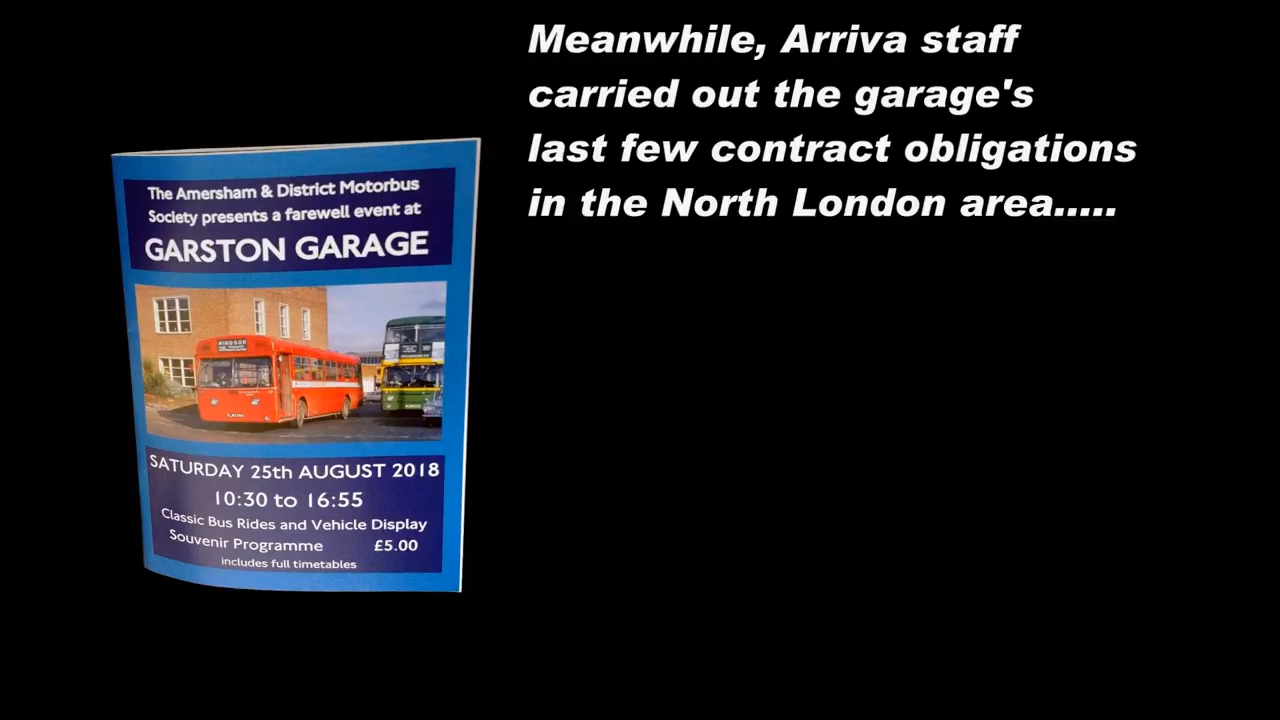 Meanwhile, Arriva staff
carried out the garage's
last few contract obligations
in the North London area.....
The Amersham & District Motorbus
Society presents a farewell event at
GARSTON GARAGE
WINDSOR
SATURDAY 25th AUGUST 2018
10:30 to 16:55
Classic Bus Rides and Vehicle Display
Souvenir Programme £5.00
includes full timetables